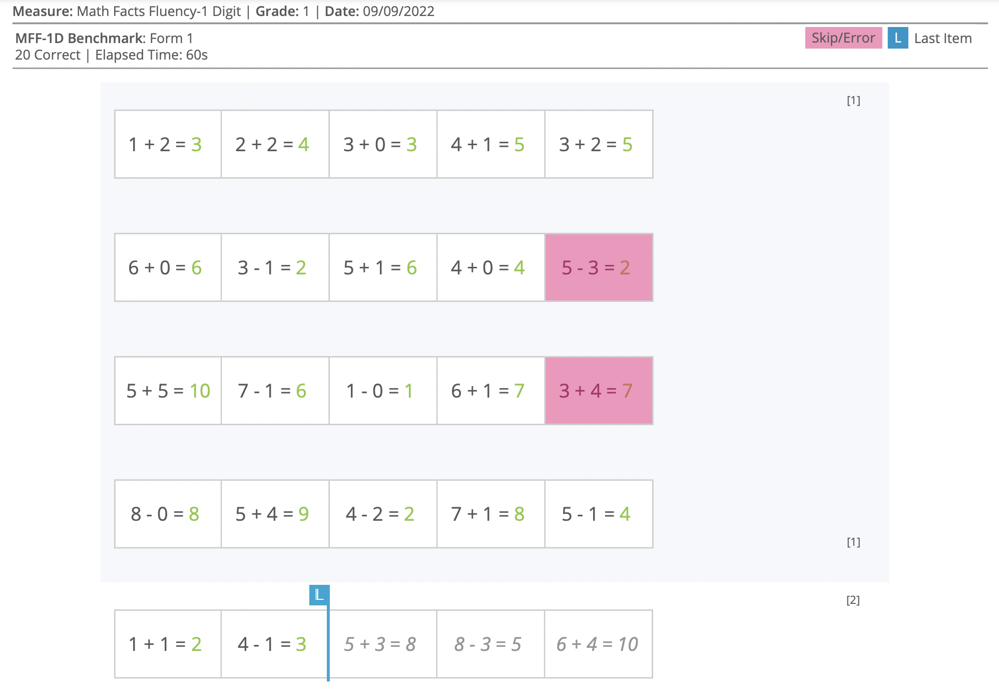 Measure: Math Facts Fluency-1 Digit | Grade: 1 | Date: 09/09/2022
MFF-1D Benchmark: Form 1
20 Correct | Elapsed Time: 60s
Skip/Error L Last Item
[1]
1 + 2 = 3 2 + 2 = 4 3 + 0 = 3 4 + 1 = 5 3 + 2 = 5
6 + 0 = 6 3 - 1 = 2 5 + 1 = 6 4 + 0 = 4 5 - 3 = 2
5 + 5 = 10 7 - 1 = 6 1 - 0 = 1 6 + 1 = 7 3 + 4 = 7
8 - 0 = 8 5 + 4 = 9 4 - 2 = 2 7 + 1 = 8 5 - 1 = 4
[1]
L
[2]
1 + 1 = 2 4 - 1 = 3 5 + 3 = 8 8 - 3 = 5 6 + 4 = 10